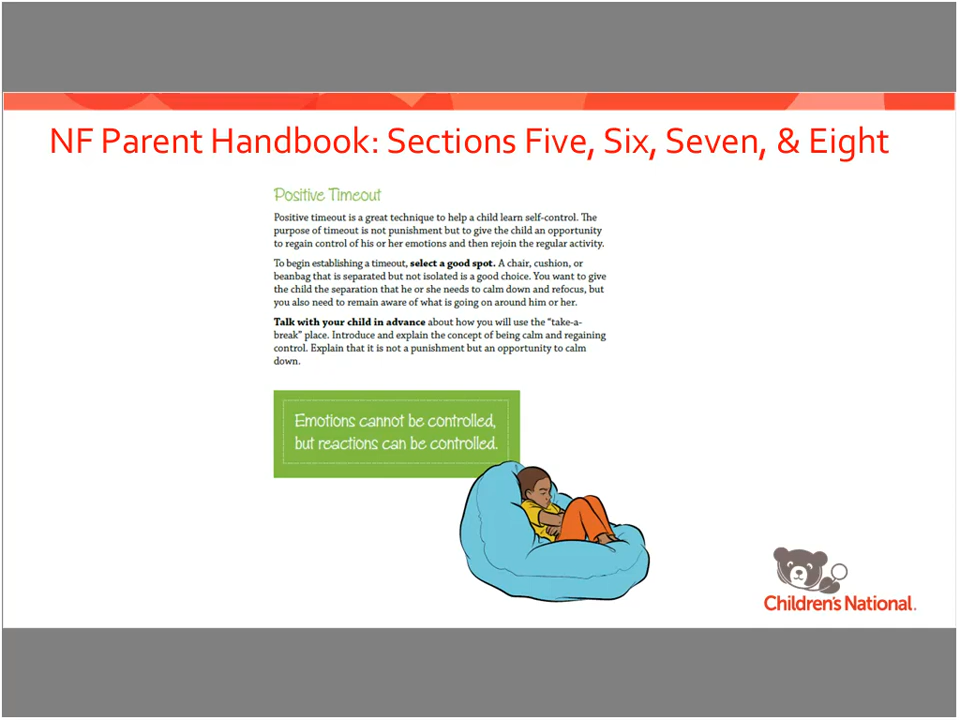 NF Parent Handbook: Sections Five, Six, Seven, & Eight
Positive Timeout
Positive timeout is a great technique to help a child learn self-control. The
purpose of timeout is not punishment but to give the child an opportunity
to regain control of his or her emotions and then rejoin the regular activity.
To begin establishing a timeout, select a good spot. A chair, cushion, or
beanbag that is separated but not isolated is a good choice. You want to give
the child the separation that he or she needs to calm down and refocus, but
you also need to remain aware of what is going on around him or her.
Talk with your child in advance about how you will use the “take-a-
break” place. Introduce and explain the concept of being calm and regaining
control. Explain that it is not a punishment but an opportunity to calm
down.
Emotions cannot be controlled,
but reactions can be controlled.
Children's National.